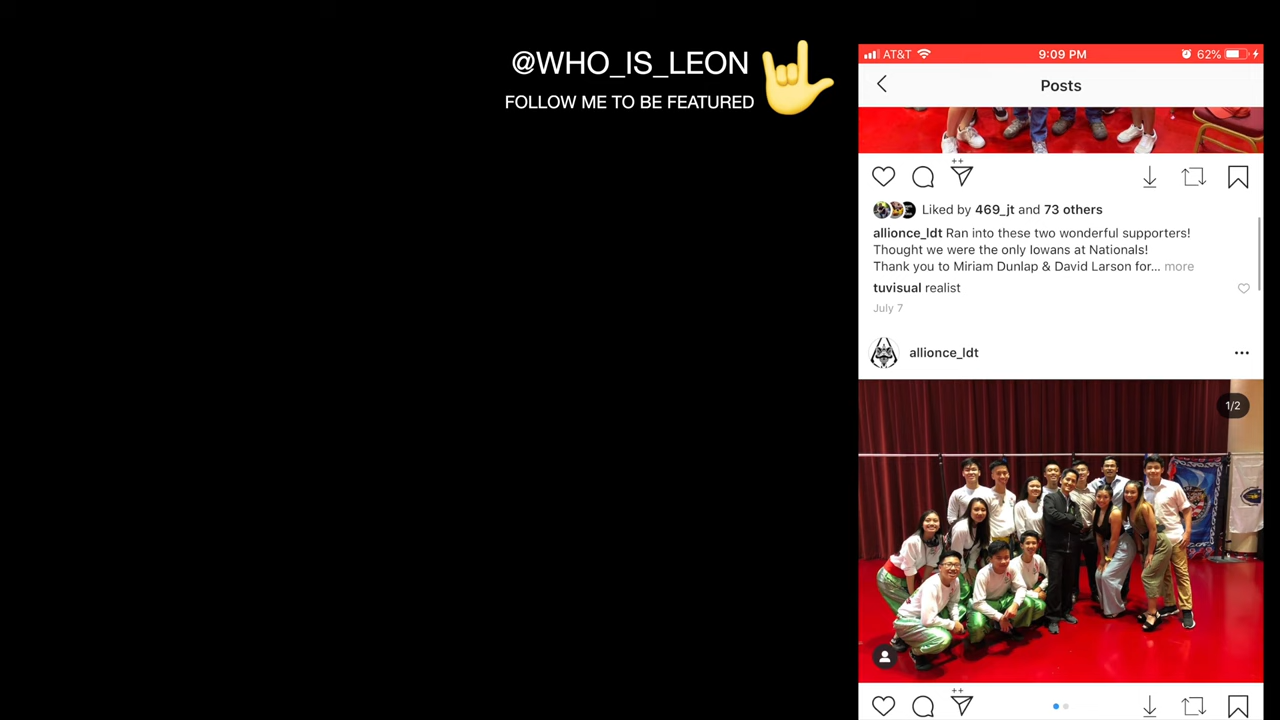 @WHO_IS_LEON
FOLLOW ME TO BE FEATURED
AT&T 9:09 PM 62%
Posts
++
Liked by 469_jt and 73 others
allionce_ldt Ran into these two wonderful supporters!
Thought we were the only Iowans at Nationals!
Thank you to Miriam Dunlap & David Larson for... more
tuvisual realist
July 7
allionce_ldt
1/2
++